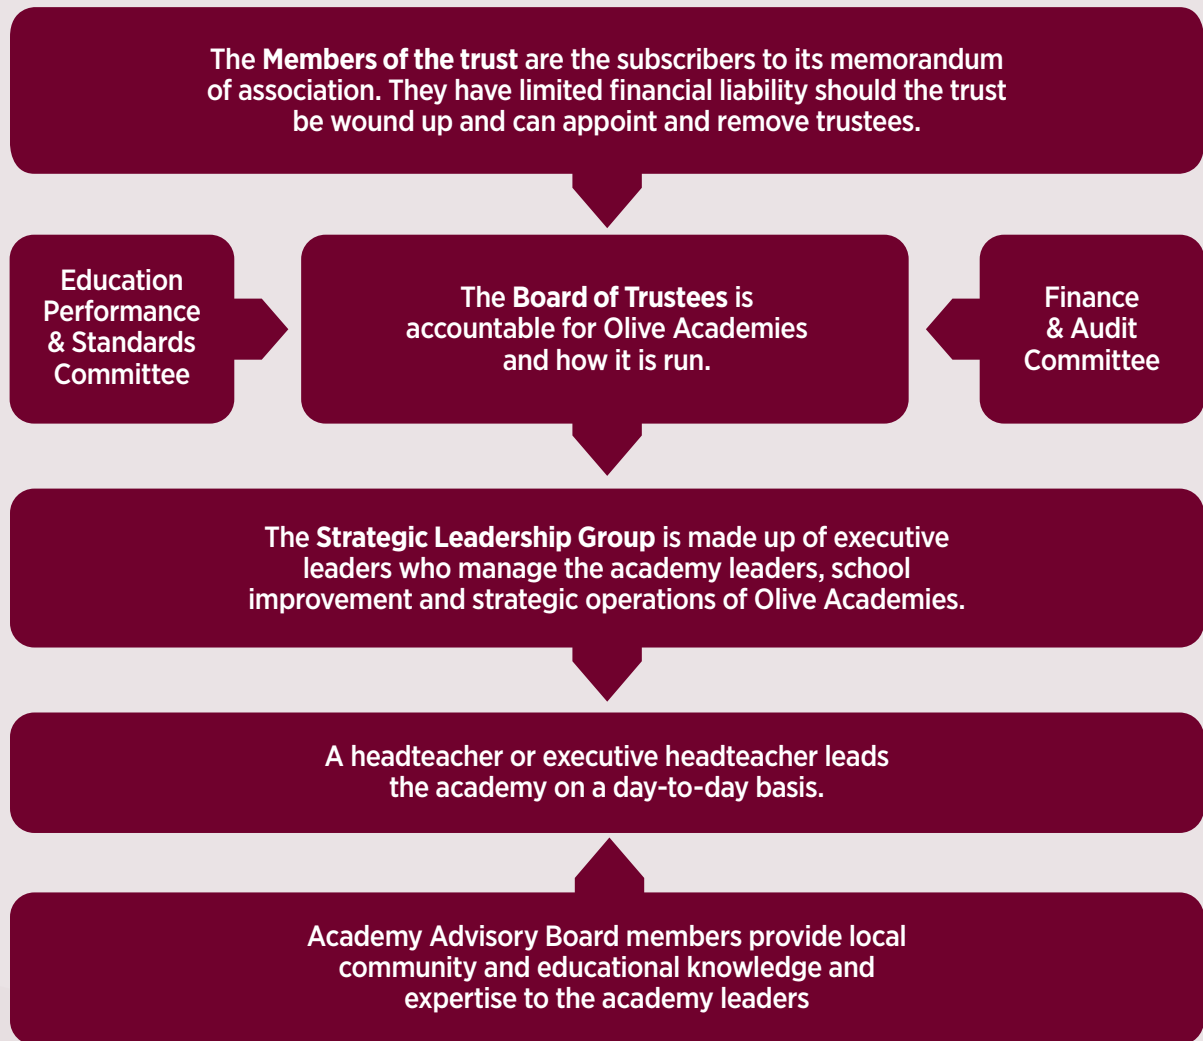 The Members of the trust are the subscribers to its memorandum
of association. They have limited financial liability should the trust
be wound up and can appoint and remove trustees.
Education
Performance
& Standards
Committee
The Board of Trustees is
accountable for Olive Academies
and how it is run.
Finance
& Audit
Committee
The Strategic Leadership Group is made up of executive
leaders who manage the academy leaders, school
improvement and strategic operations of Olive Academies.
A headteacher or executive headteacher leads
the academy on a day-to-day basis.
Academy Advisory Board members provide local
community and educational knowledge and
expertise to the academy leaders